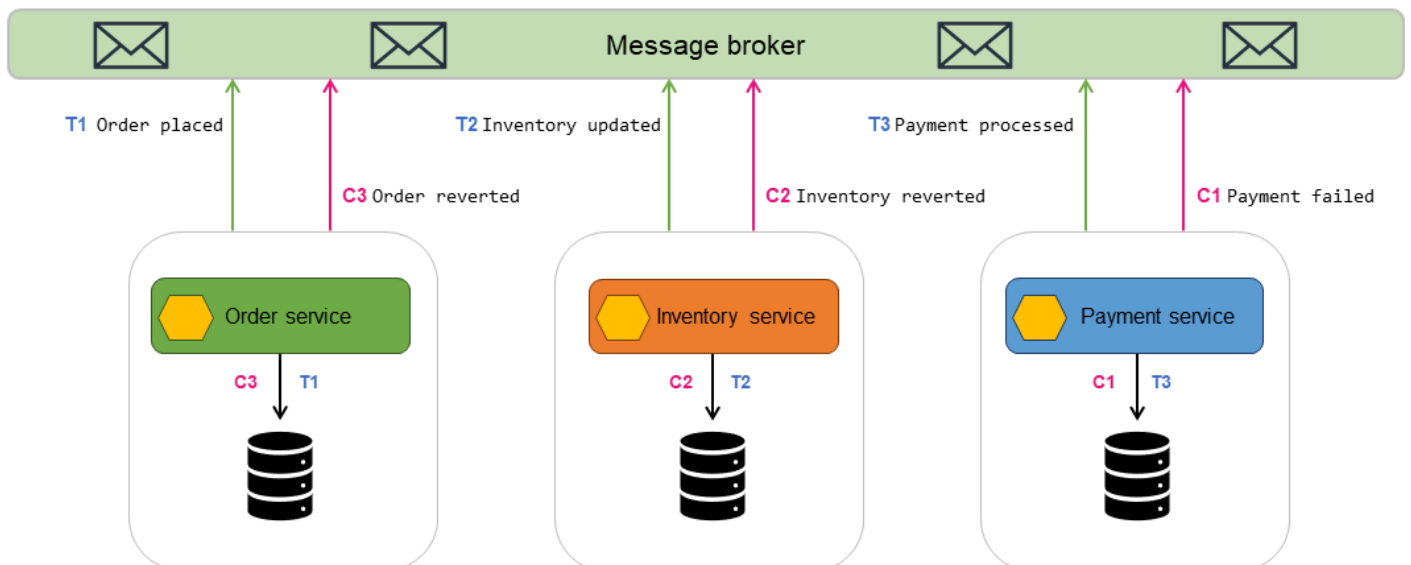 Message broker
T1 Order placed
T2 Inventory updated
T3 Payment processed
C3 Order reverted
C2 Inventory reverted
C1 Payment failed
Order service
Inventory service
Payment service
C3 T1
C2 T2
C1 T3